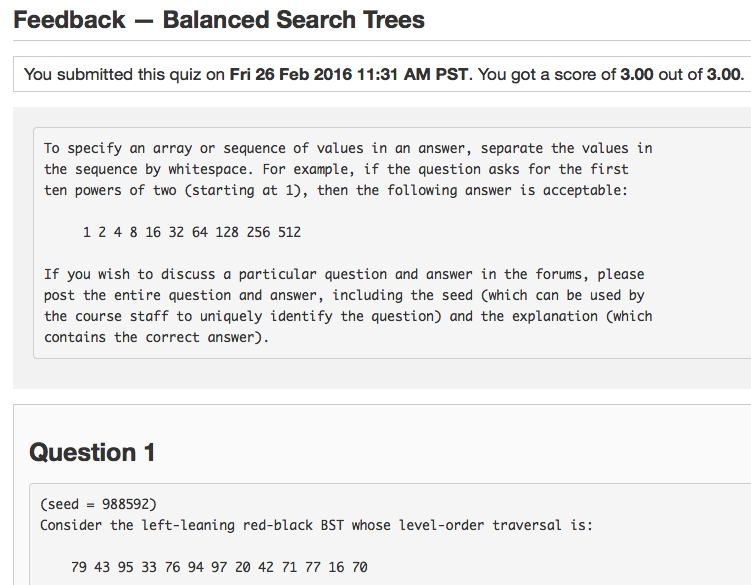 Feedback — Balanced Search Trees
You submitted this quiz on Fri 26 Feb 2016 11:31 AM PST. You got a score of 3.00 out of 3.00.
To specify an array or sequence of values in an answer, separate the values in
the sequence by whitespace. For example, if the question asks for the first
ten powers of two (starting at 1), then the following answer is acceptable:
1 2 4 8 16 32 64 128 256 512
If you wish to discuss a particular question and answer in the forums, please
post the entire question and answer, including the seed (which can be used by
the course staff to uniquely identify the question) and the explanation (which
contains the correct answer).
Question 1
(seed = 988592)
Consider the left-leaning red-black BST whose level-order traversal is:
79 43 95 33 76 94 97 20 42 71 77 16 70